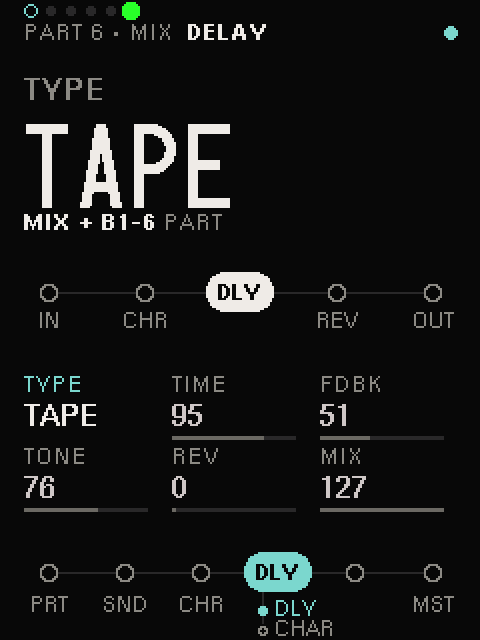 PART 6 · MIX DELAY
TYPE
TAPE
MIX + B1-6 PART
DLY
IN CHR REV OUT
TYPE TIME FDBK
TAPE 95 51
TONE REV MIX
76 0 127
DLY
PRT SND CHR MST
DLY
CHAR